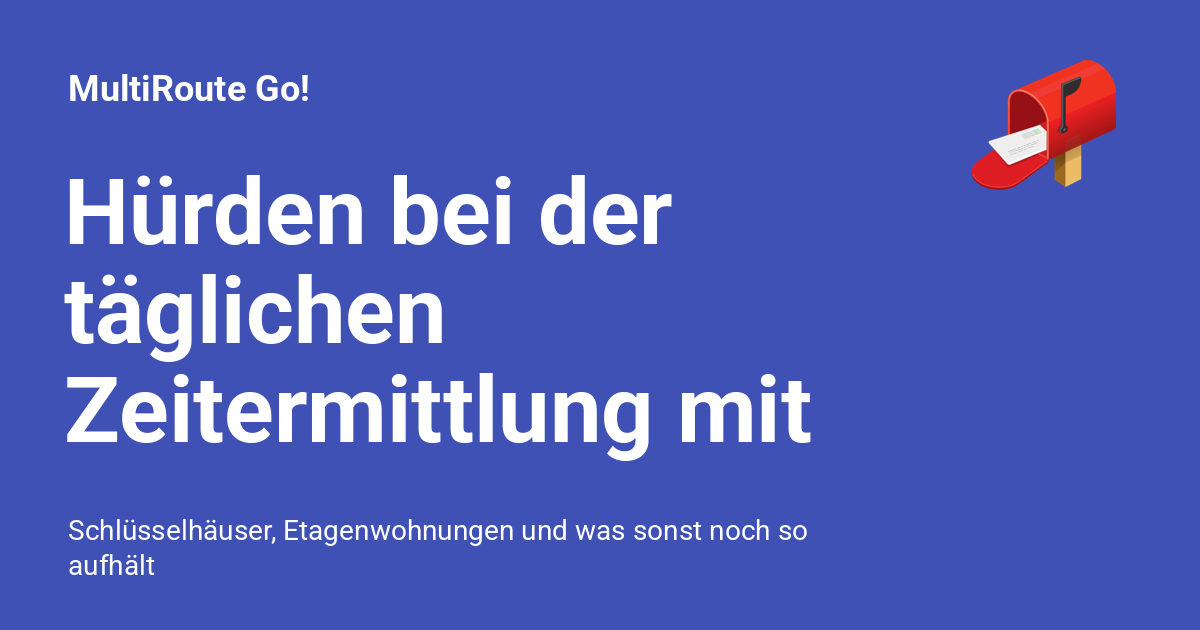 MultiRoute Go!
Hürden bei der
täglichen
Zeitermittlung mit
Schlüsselhäuser, Etagenwohnungen und was sonst noch so
aufhält